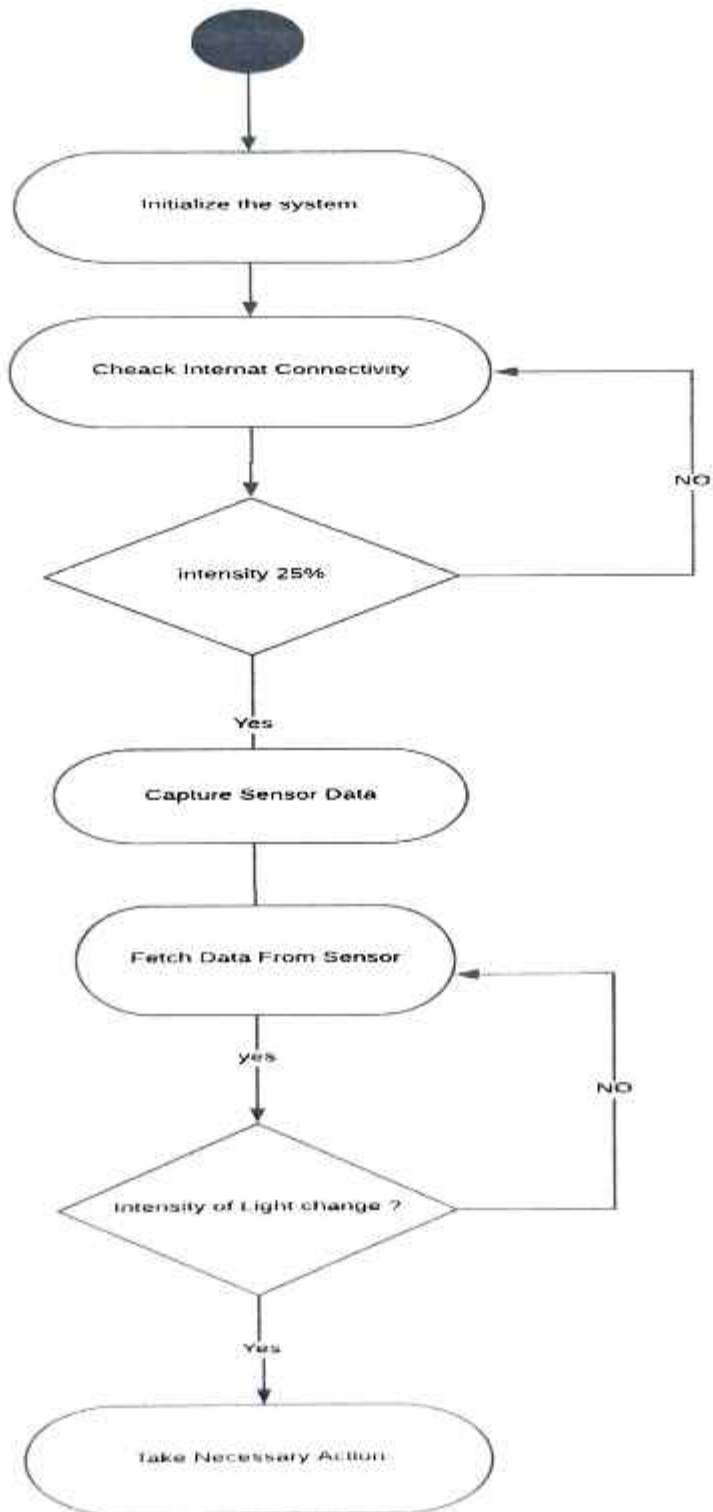 Initialize the system
Cheack Internat Connectivity
NO
intensity 25%
Yes
Capture Sensor Data
Fetch Data From Sensor
yes
NO
Intensity of Light change ?
Yes
Take Necessary Action